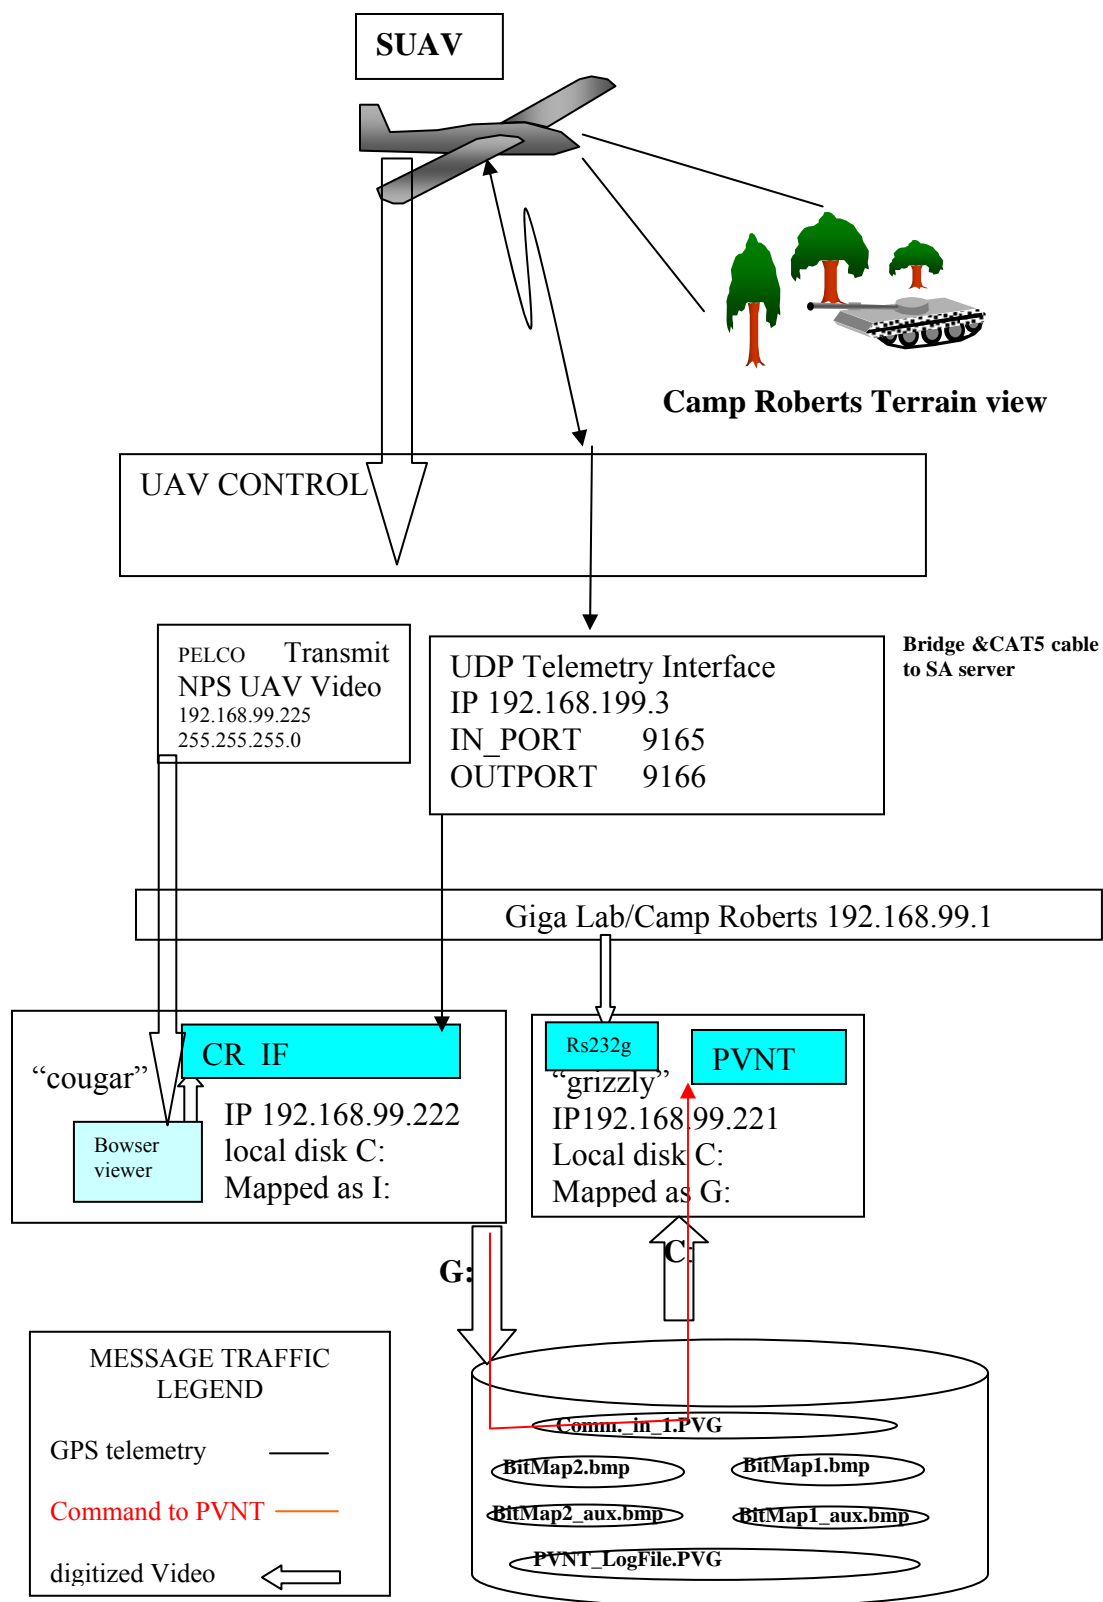 SUAV
Camp Roberts Terrain view
UAV CONTROL
PELCO Transmit
NPS UAV Video
192.168.99.225
255.255.255.0
UDP Telemetry Interface
IP 192.168.199.3
IN_PORT 9165
OUTPORT 9166
Bridge &CAT5 cable
to SA server
Giga Lab/Camp Roberts 192.168.99.1
“cougar”
CR IF
IP 192.168.99.222
local disk C:
Mapped as I:
Bowser
viewer
Rs232g
PVNT
“grizzly”
IP192.168.99.221
Local disk C:
Mapped as G:
G:
C:
MESSAGE TRAFFIC
LEGEND
GPS telemetry
Command to PVNT
digitized Video
Comm._in_1.PVG
BitMap2.bmp
BitMap1.bmp
BitMap2_aux.bmp
BitMap1_aux.bmp
PVNT_LogFile.PVG